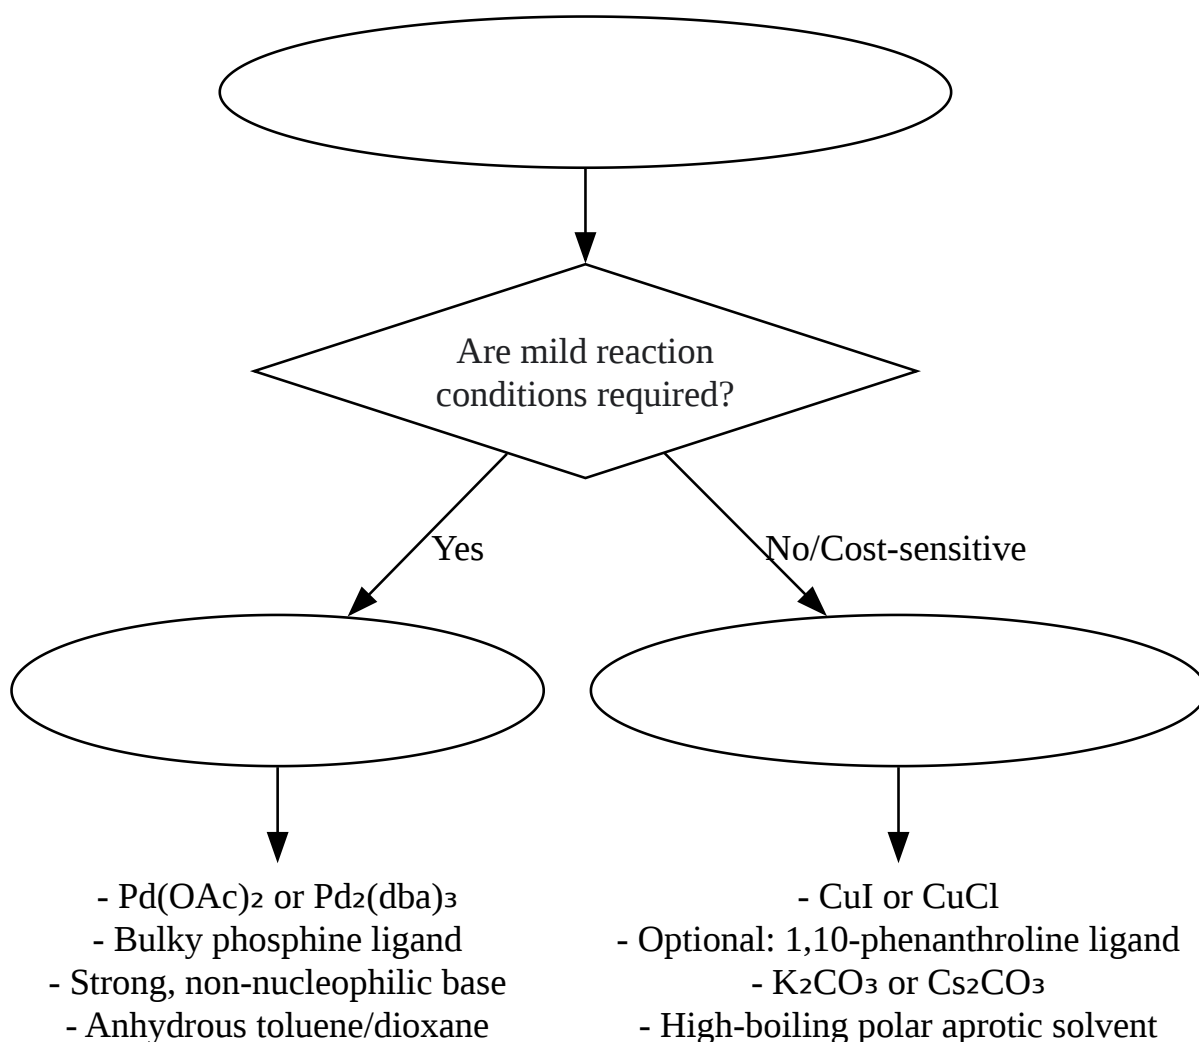 Are mild reaction
conditions required?
Yes
No/Cost-sensitive
- Pd(OAc)₂ or Pd₂(dba)₃
- Bulky phosphine ligand
- Strong, non-nucleophilic base
- Anhydrous toluene/dioxane
- CuI or CuCl
- Optional: 1,10-phenanthroline ligand
- K₂CO₃ or Cs₂CO₃
- High-boiling polar aprotic solvent